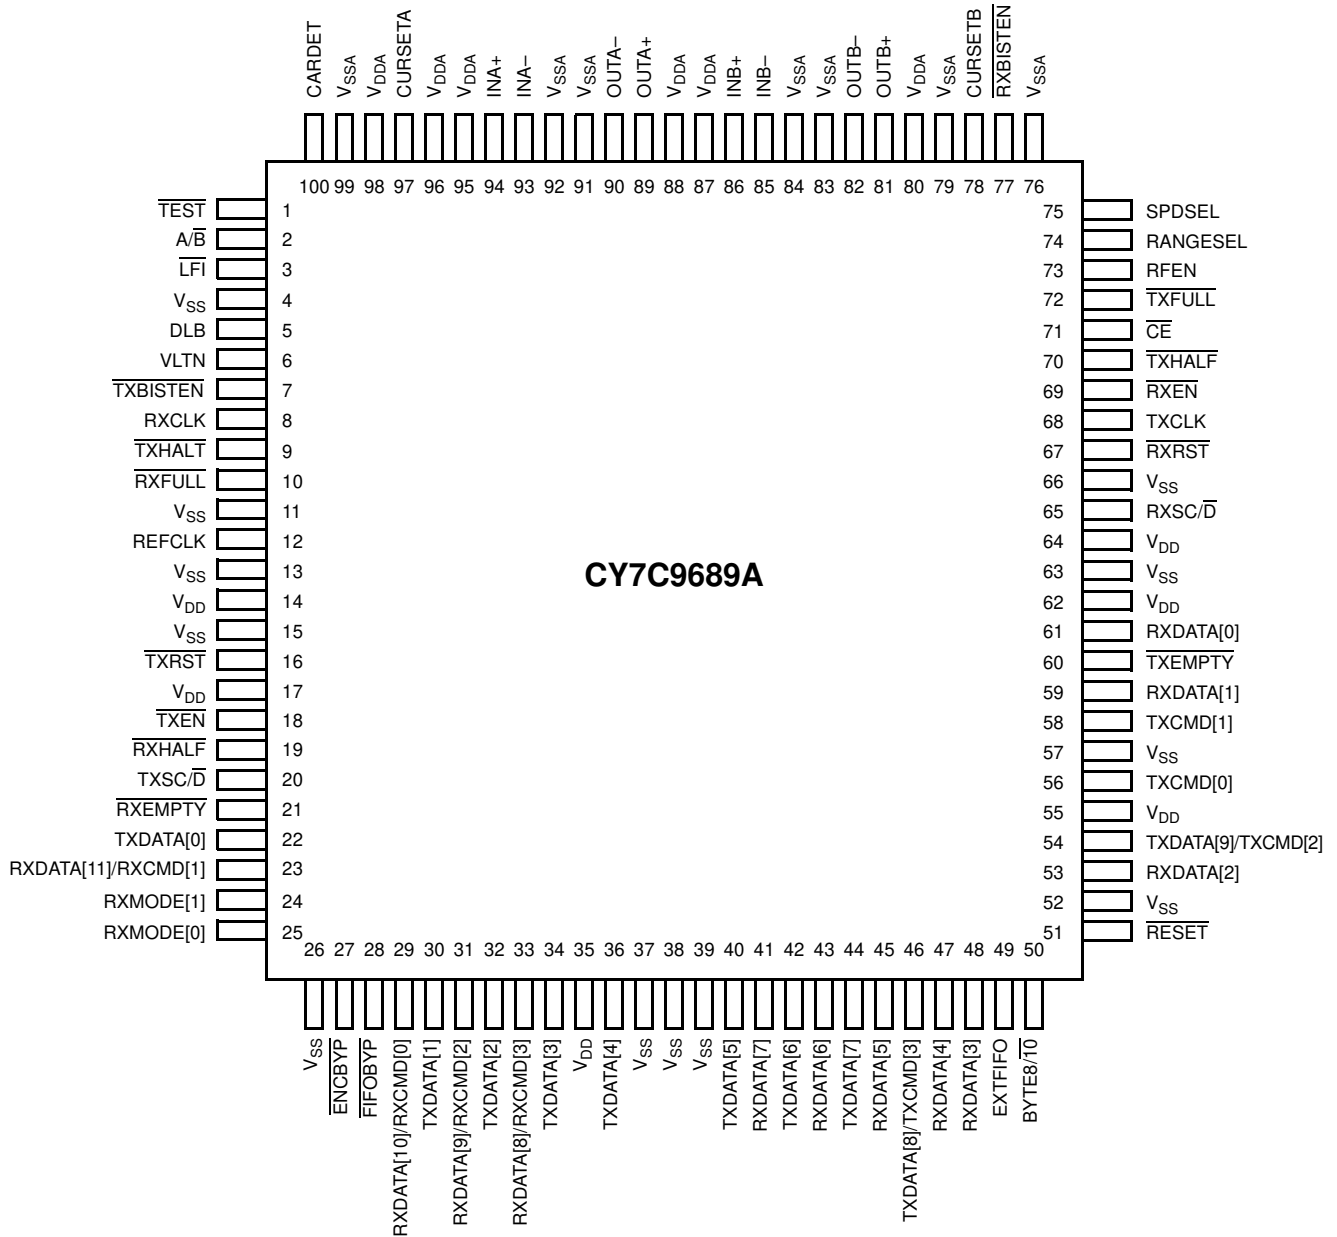 CARDET
VSSA
VDDA
CURSETA
VDDA
VDDA
INA+
INA–
VSSA
VSSA
OUTA–
OUTA+
VDDA
VDDA
INB+
INB–
VSSA
VSSA
OUTB–
OUTB+
VDDA
VSSA
CURSETB
RXBISTEN
VSSA
100 99 98 97 96 95 94 93 92 91 90 89 88 87 86 85 84 83 82 81 80 79 78 77 76
TEST 1
A/B 2
LFI 3
VSS 4
DLB 5
VLTN 6
TXBISTEN 7
RXCLK 8
TXHALT 9
RXFULL 10
VSS 11
REFCLK 12
VSS 13
VDD 14
VSS 15
TXRST 16
VDD 17
TXEN 18
RXHALF 19
TXSC/D 20
RXEMPTY 21
TXDATA[0] 22
RXDATA[11]/RXCMD[1] 23
RXMODE[1] 24
RXMODE[0] 25
CY7C9689A
75 SPDSEL
74 RANGESEL
73 RFEN
72 TXFULL
71 CE
70 TXHALF
69 RXEN
68 TXCLK
67 RXRST
66 VSS
65 RXSC/D
64 VDD
63 VSS
62 VDD
61 RXDATA[0]
60 TXEMPTY
59 RXDATA[1]
58 TXCMD[1]
57 VSS
56 TXCMD[0]
55 VDD
54 TXDATA[9]/TXCMD[2]
53 RXDATA[2]
52 VSS
51 RESET
26 27 28 29 30 31 32 33 34 35 36 37 38 39 40 41 42 43 44 45 46 47 48 49 50
VSS
ENCBYP
FIFOBYP
RXDATA[10]/RXCMD[0]
TXDATA[1]
RXDATA[9]/RXCMD[2]
TXDATA[2]
RXDATA[8]/RXCMD[3]
TXDATA[3]
VDD
TXDATA[4]
VSS
VSS
VSS
TXDATA[5]
RXDATA[7]
TXDATA[6]
RXDATA[6]
TXDATA[7]
RXDATA[5]
TXDATA[8]/TXCMD[3]
RXDATA[4]
RXDATA[3]
EXTFIFO
BYTE8/10